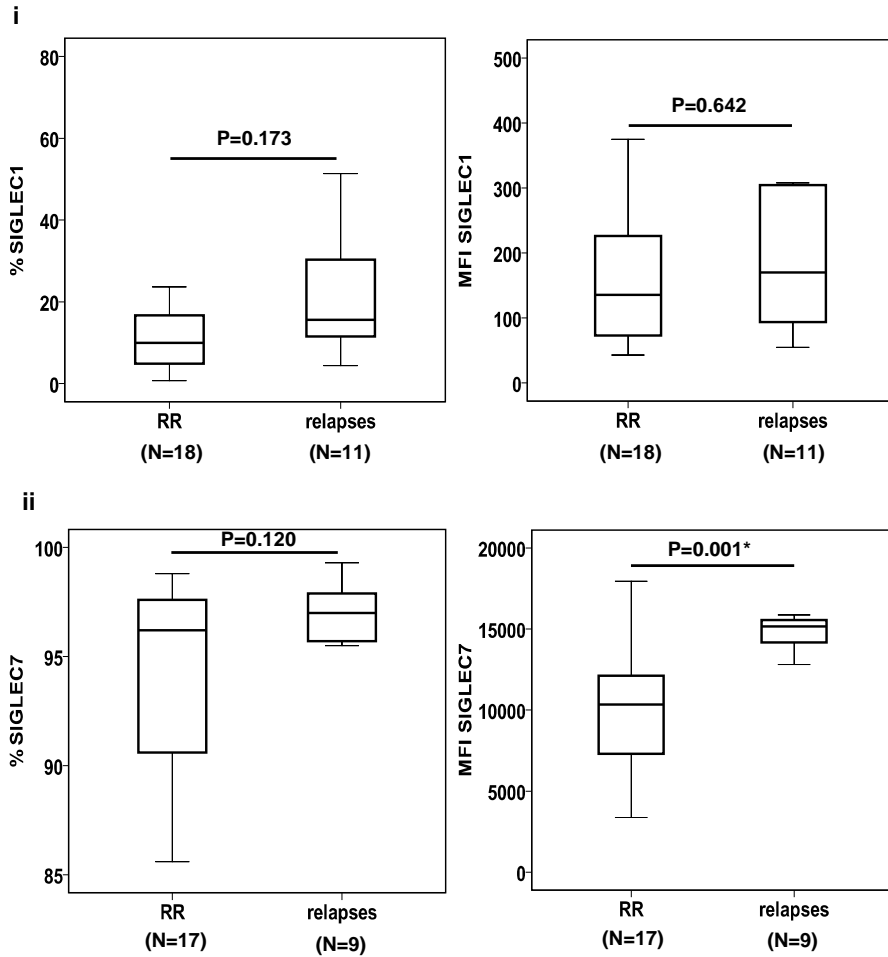 i
80
60
40
20
0
% SIGLEC1
P=0.173
RR
relapses
(N=18)
(N=11)
500
400
300
200
100
0
MFI SIGLEC1
P=0.642
RR
relapses
(N=18)
(N=11)
ii
100
95
90
85
% SIGLEC7
P=0.120
RR
relapses
(N=17)
(N=9)
20000
15000
10000
5000
0
MFI SIGLEC7
P=0.001*
RR
relapses
(N=17)
(N=9)